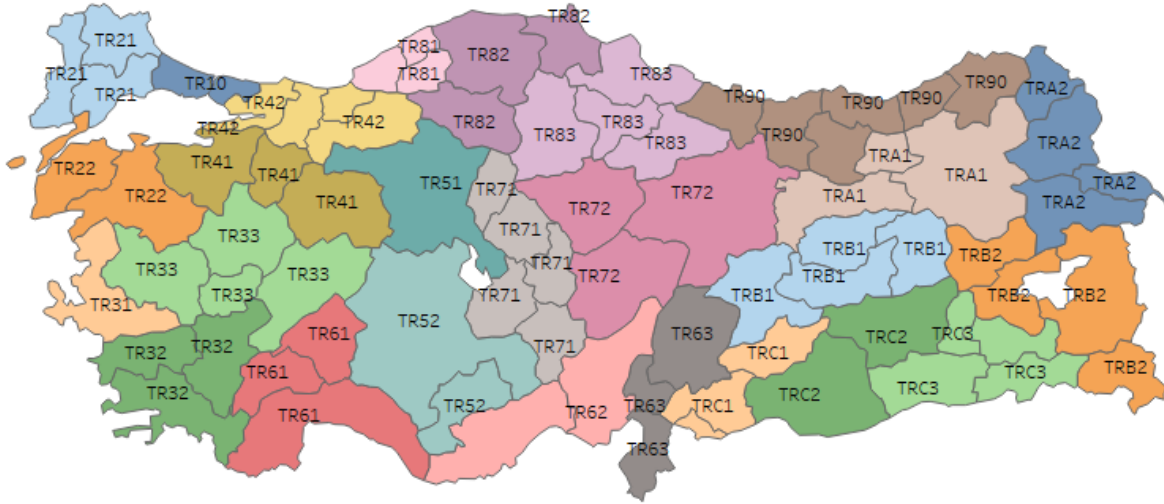 TR82
TR21
TR81
TR82
TR21
TR81
TR83
TR90
TR10
TRA2
TR21
TR42
TR90
TR90
TR90
TR42
TR42
TR82
TR83
TR83
TR90
TR83
TRA2
TR41
TRA1
TR22
TR41
TR51
TR72
TRA1
TRA2
TR22
TR41
TR72
TR72
TRA1
TRA2
TR33
TR71
TRB1
TRB1
TRB2
TR33
TR33
TR71
TR72
TRB1
TR33
TR71
TRB1
TRB2
TRB2
TR31
TR52
TR61
TR63
TRC2
TRC3
TR32
TR32
TR71
TRC1
TR61
TRC3
TRB2
TR32
TRC3
TRC2
TR52
TR63
TRC1
TR61
TR62
TR63